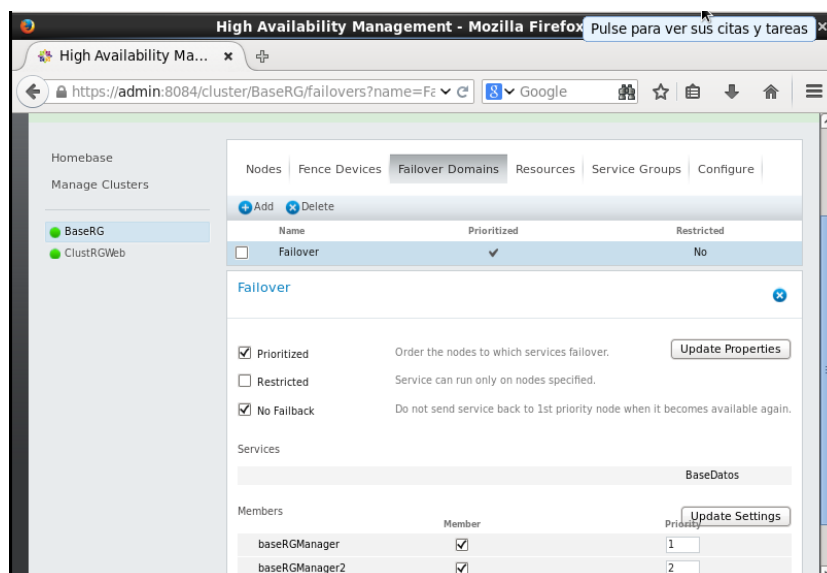 High Availability Management - Mozilla Firefox
Pulse para ver sus citas y tareas
High Availability Ma...
https://admin:8084/cluster/BaseRG/failovers?name=Fa
Google
Homebase
Manage Clusters
BaseRG
ClustRGWeb
Nodes Fence Devices Failover Domains Resources Service Groups Configure
Add Delete
Name Prioritized Restricted
Failover No
Failover
Prioritized Order the nodes to which services failover. Update Properties
Restricted Service can run only on nodes specified.
No Failback Do not send service back to 1st priority node when it becomes available again.
Services
BaseDatos
Members
Update Settings
Member Priority
baseRGManager 1
baseRGManager2 2